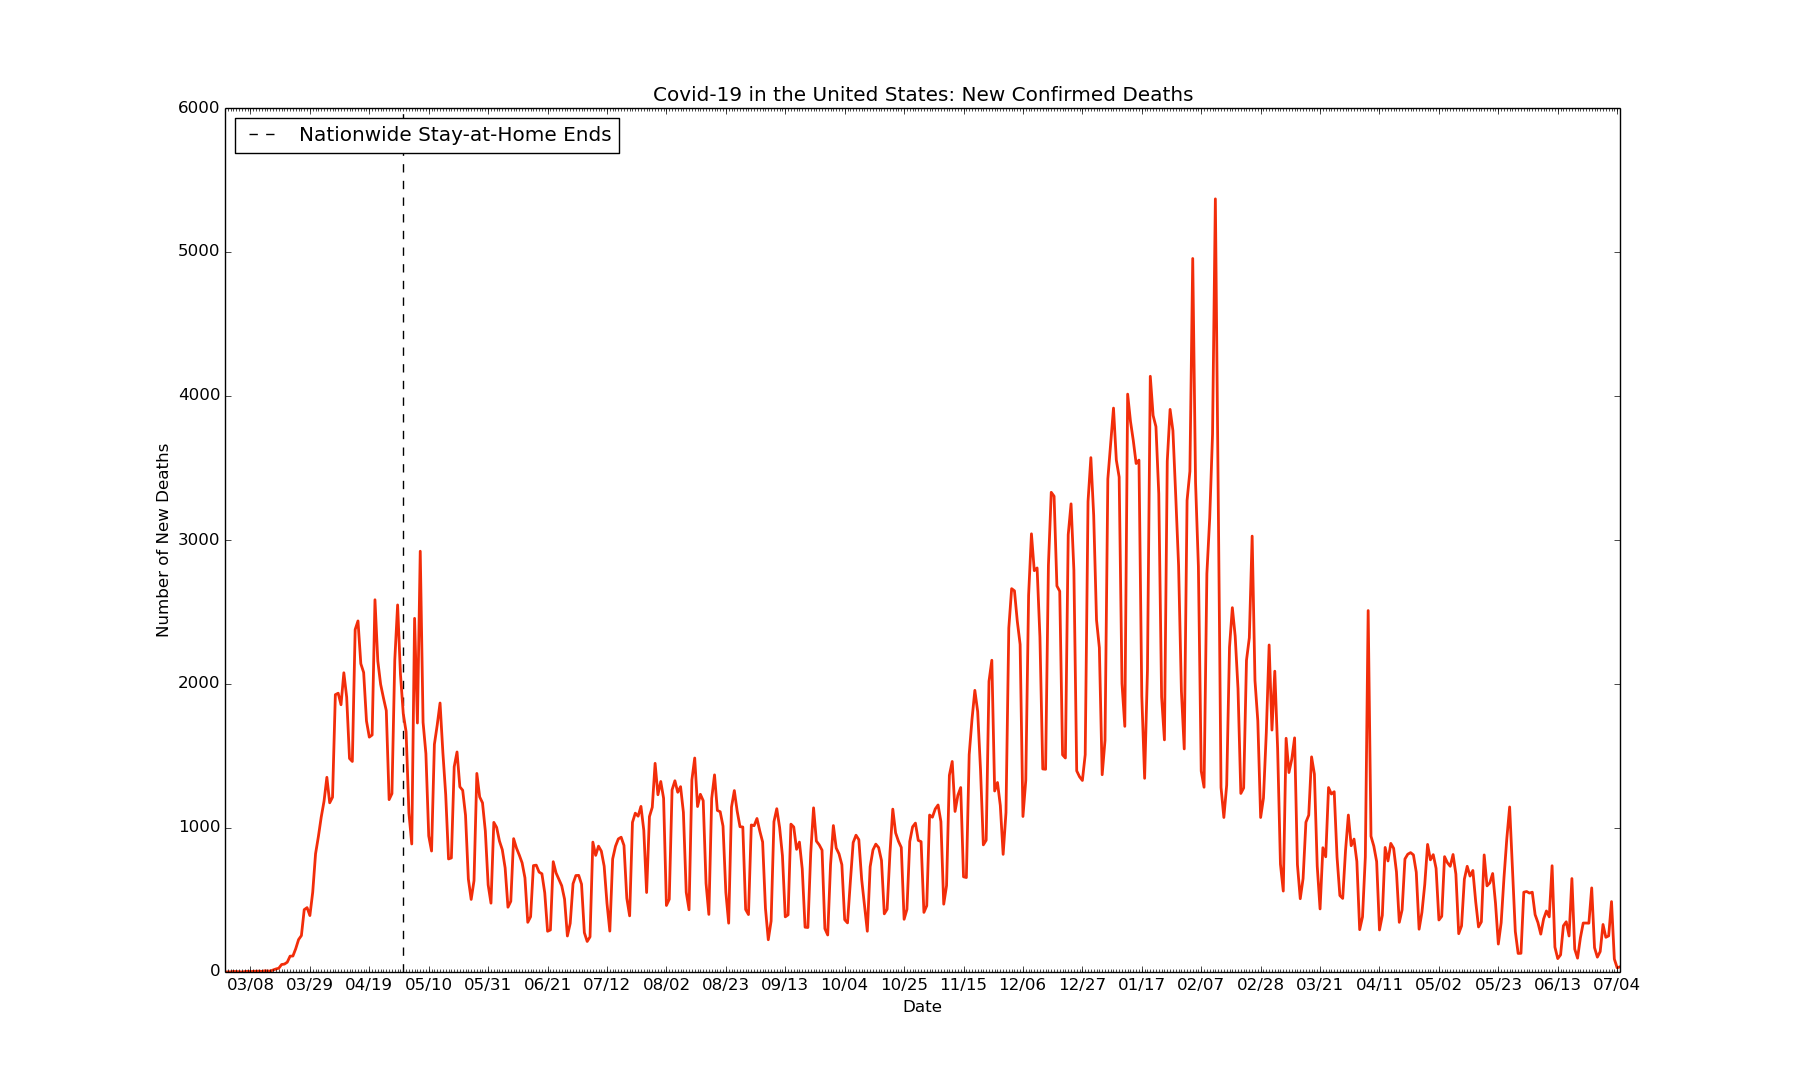 Covid-19 in the United States: New Confirmed Deaths
Nationwide Stay-at-Home Ends
Number of New Deaths
6000
5000
4000
3000
2000
1000
0
03/08 03/29 04/19 05/10 05/31 06/21 07/12 08/02 08/23 09/13 10/04 10/25 11/15 12/06 12/27 01/17 02/07 02/28 03/21 04/11 05/02 05/23 06/13 07/04
Date